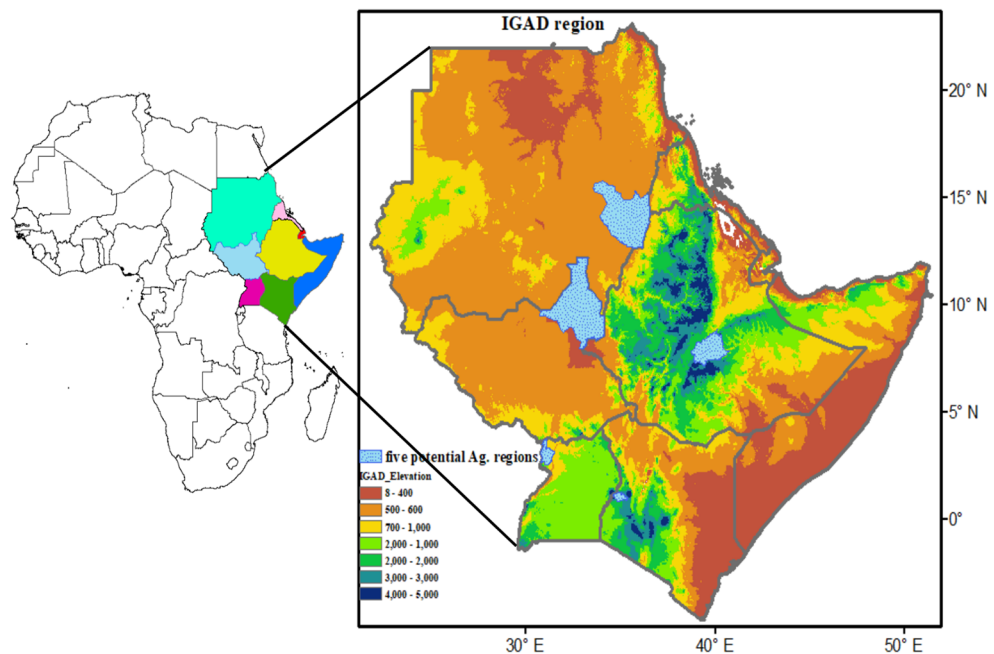 IGAD region
20° N
15° N
10° N
5° N
0°
five potential Ag. regions
IGAD_Elevation
8 - 400
500 - 600
700 - 1,000
2,000 - 1,000
2,000 - 2,000
3,000 - 3,000
4,000 - 5,000
30° E
40° E
50° E